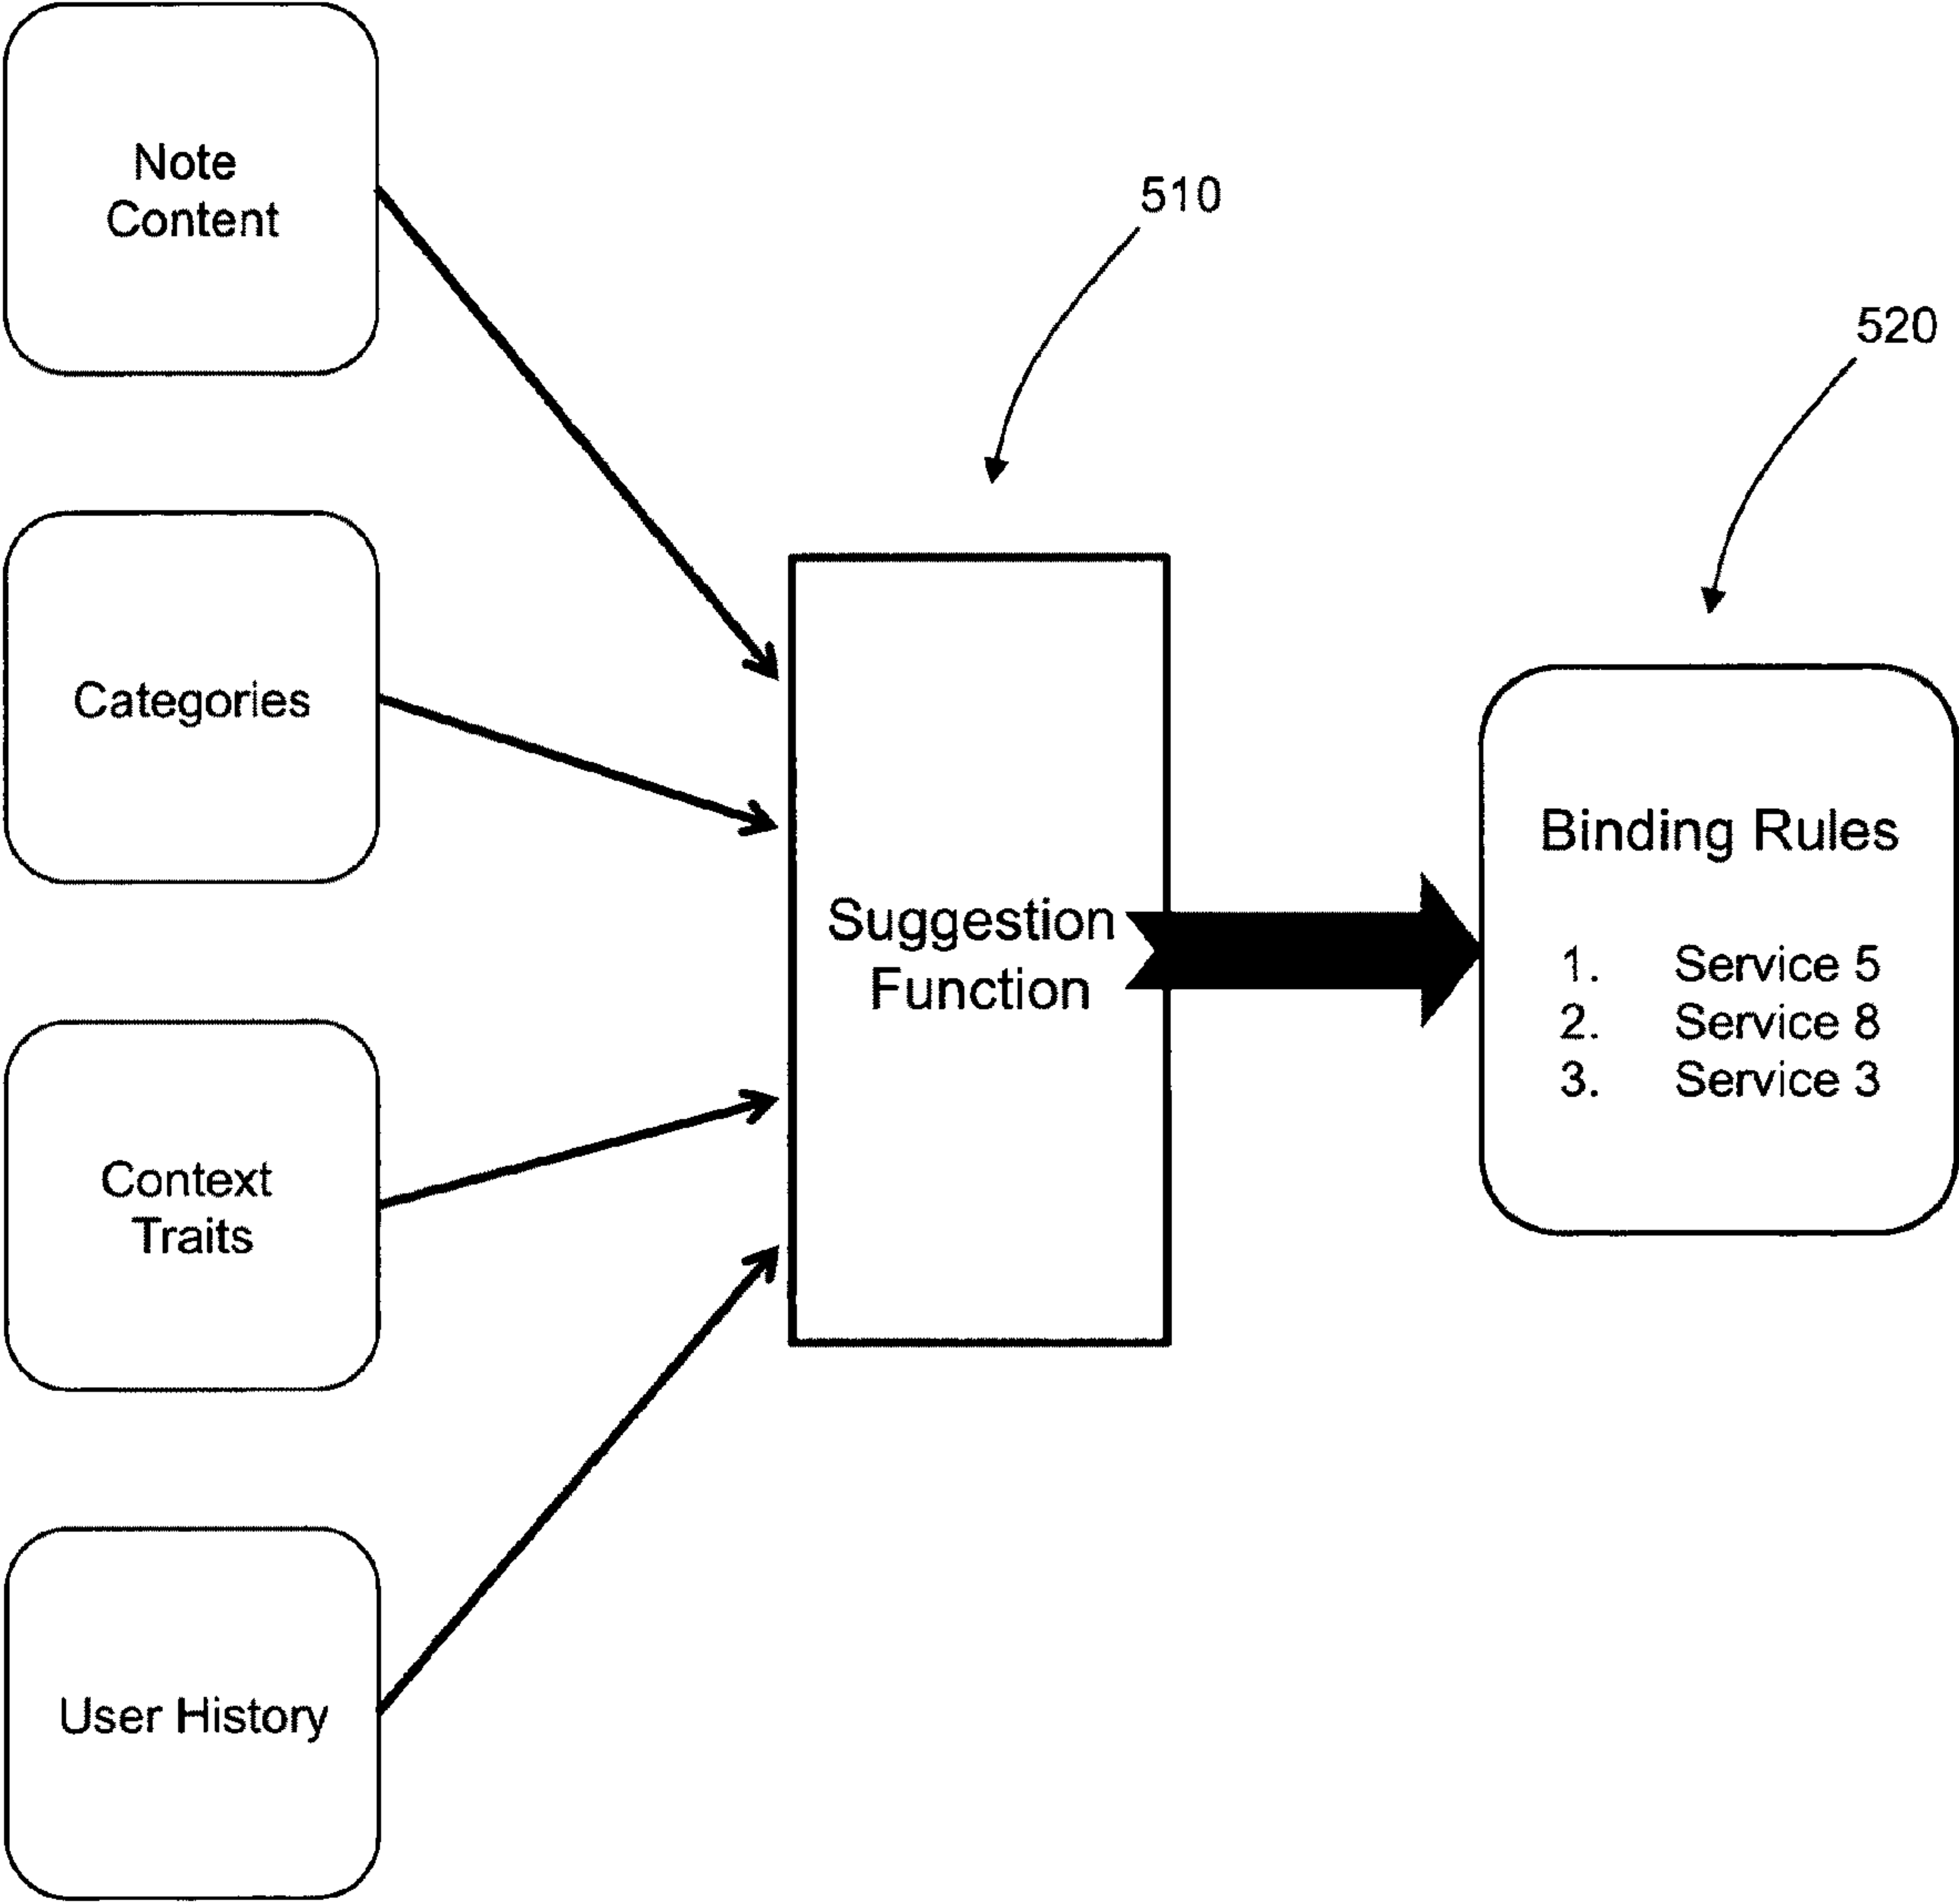 Note
Content
510
520
Categories
Suggestion
Function
Binding Rules
1. Service 5
2. Service 8
3. Service 3
Context
Traits
User History